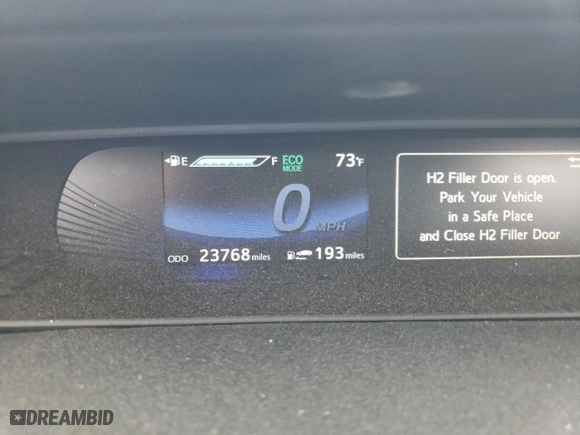 E F ECO 73°F
MODE
0 MPH
ODO 23768 miles 193 miles
H2 Filler Door is open.
Park Your Vehicle
in a Safe Place
and Close H2 Filler Door
DREAMBID